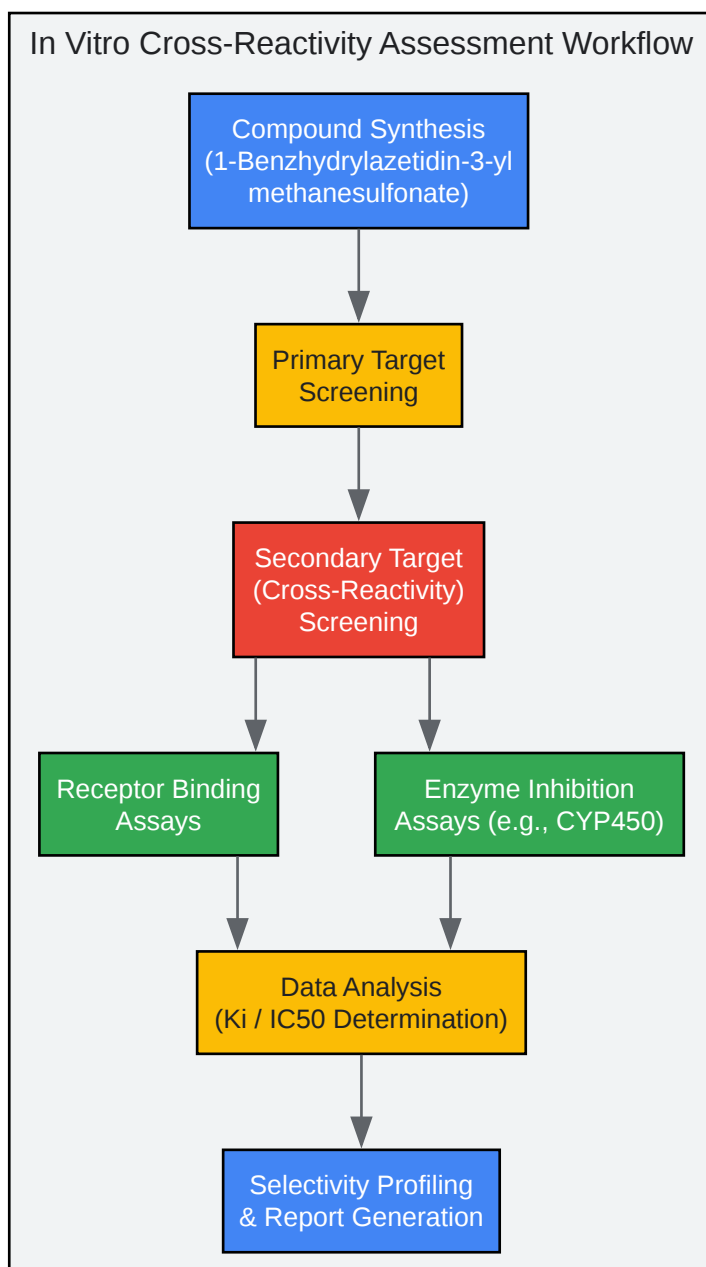 In Vitro Cross-Reactivity Assessment Workflow
Compound Synthesis
(1-Benzhydrylazetidin-3-yl
methanesulfonate)
Primary Target
Screening
Secondary Target
(Cross-Reactivity)
Screening
Receptor Binding
Assays
Enzyme Inhibition
Assays (e.g., CYP450)
Data Analysis
(Ki / IC50 Determination)
Selectivity Profiling
& Report Generation